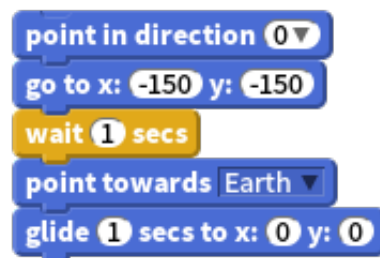 point in direction 0▼
go to x: -150 y: -150
wait 1 secs
point towards Earth ▼
glide 1 secs to x: 0 y: 0